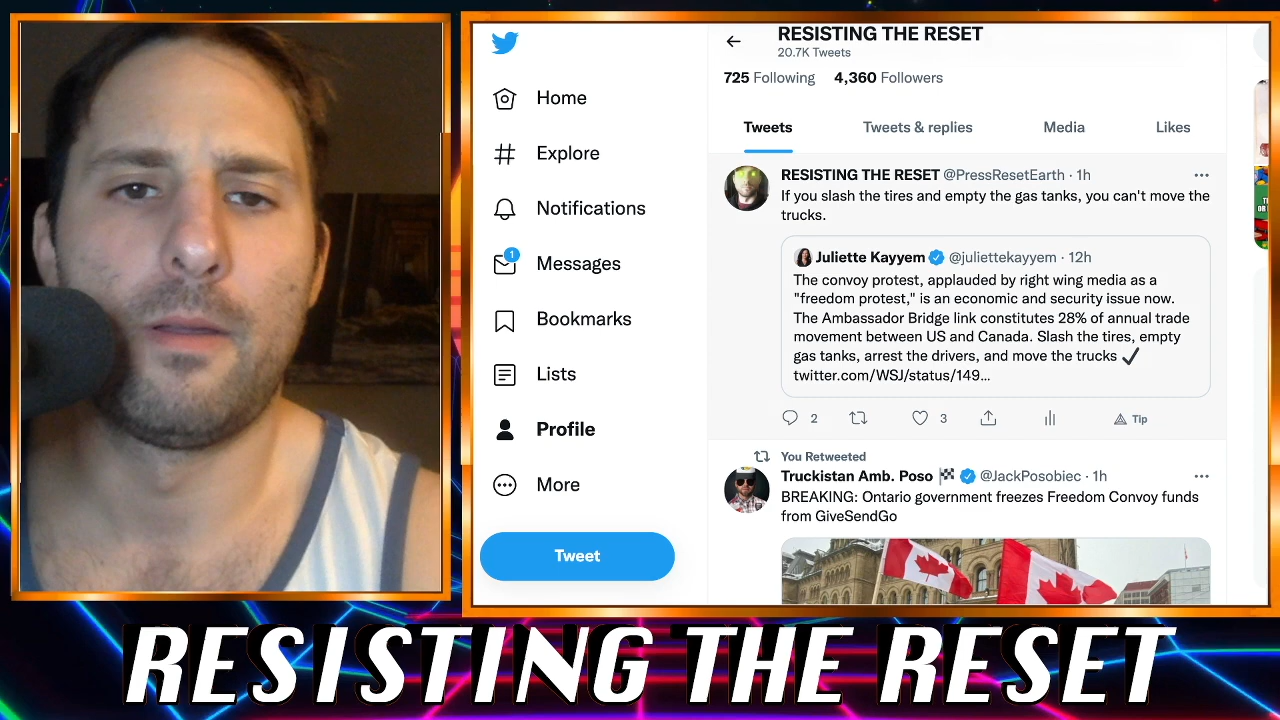 RESISTING THE RESET
20.7K Tweets
725 Following 4,360 Followers
Home
Explore
Notifications
1
Messages
Bookmarks
Lists
Profile
More
Tweet
Tweets Tweets & replies Media Likes
RESISTING THE RESET @PressResetEarth · 1h
If you slash the tires and empty the gas tanks, you can't move the
trucks.
Juliette Kayyem @juliettekayyem · 12h
The convoy protest, applauded by right wing media as a
"freedom protest," is an economic and security issue now.
The Ambassador Bridge link constitutes 28% of annual trade
movement between US and Canada. Slash the tires, empty
gas tanks, arrest the drivers, and move the trucks ✔
twitter.com/WSJ/status/149...
2 3 Tip
You Retweeted
Truckistan Amb. Poso 🏁 @JackPosobiec · 1h
BREAKING: Ontario government freezes Freedom Convoy funds
from GiveSendGo
RESISTING THE RESET